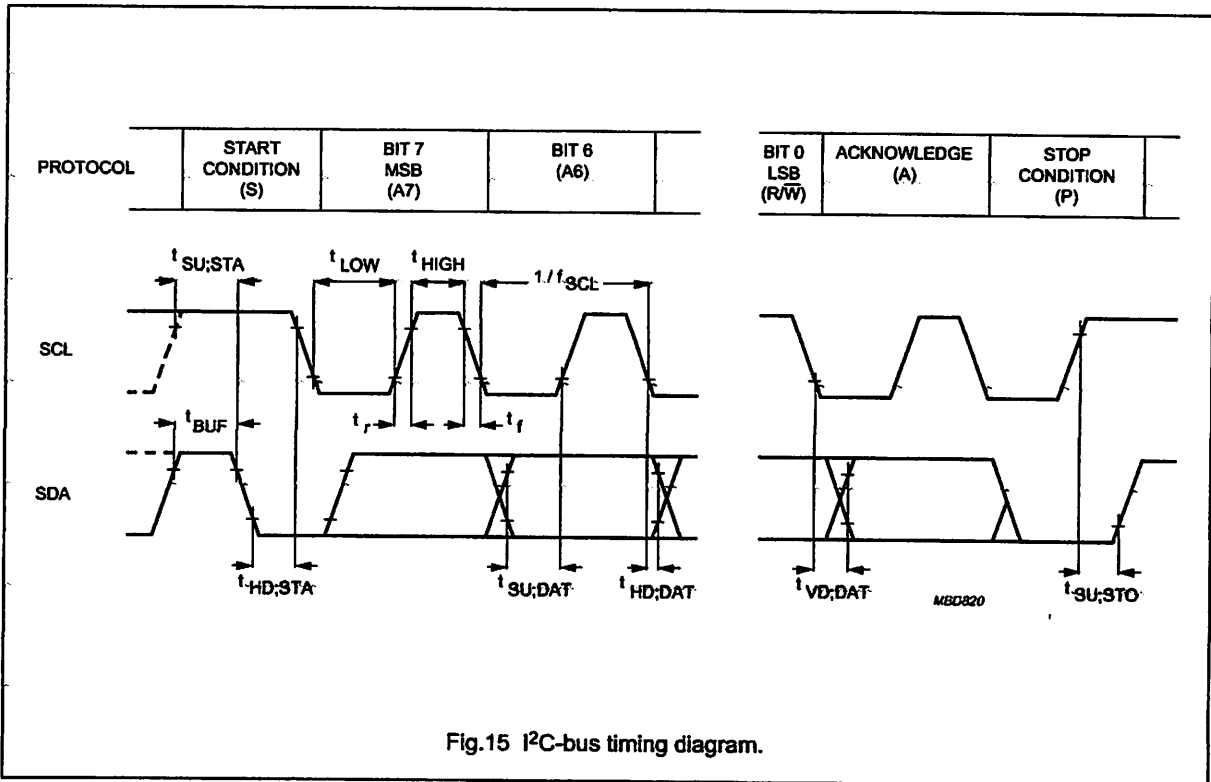 PROTOCOL
START
CONDITION
(S)
BIT 7
MSB
(A7)
BIT 6
(A6)
BIT 0
LSB
(R/W̅)
ACKNOWLEDGE
(A)
STOP
CONDITION
(P)
t SU;STA
t LOW
t HIGH
1 / f SCL
SCL
t BUF
t r
t f
SDA
t HD;STA
t SU;DAT
t HD;DAT
t VD;DAT
MBD820
t SU;STO
Fig.15 I²C-bus timing diagram.